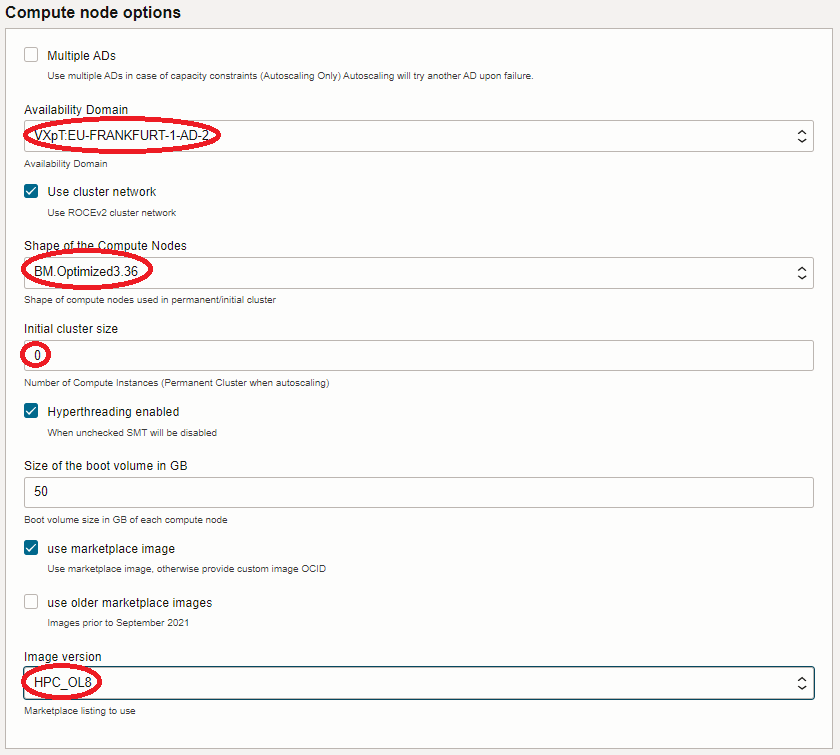 Compute node options
Multiple ADs
Use multiple ADs in case of capacity constraints (Autoscaling Only) Autoscaling will try another AD upon failure.
Availability Domain
VXpT:EU-FRANKFURT-1-AD-2
Availability Domain
Use cluster network
Use ROCEv2 cluster network
Shape of the Compute Nodes
BM.Optimized3.36
Shape of compute nodes used in permanent/initial cluster
Initial cluster size
0
Number of Compute Instances (Permanent Cluster when autoscaling)
Hyperthreading enabled
When unchecked SMT will be disabled
Size of the boot volume in GB
50
Boot volume size in GB of each compute node
use marketplace image
Use marketplace image, otherwise provide custom image OCID
use older marketplace images
Images prior to September 2021
Image version
HPC_OL8
Marketplace listing to use